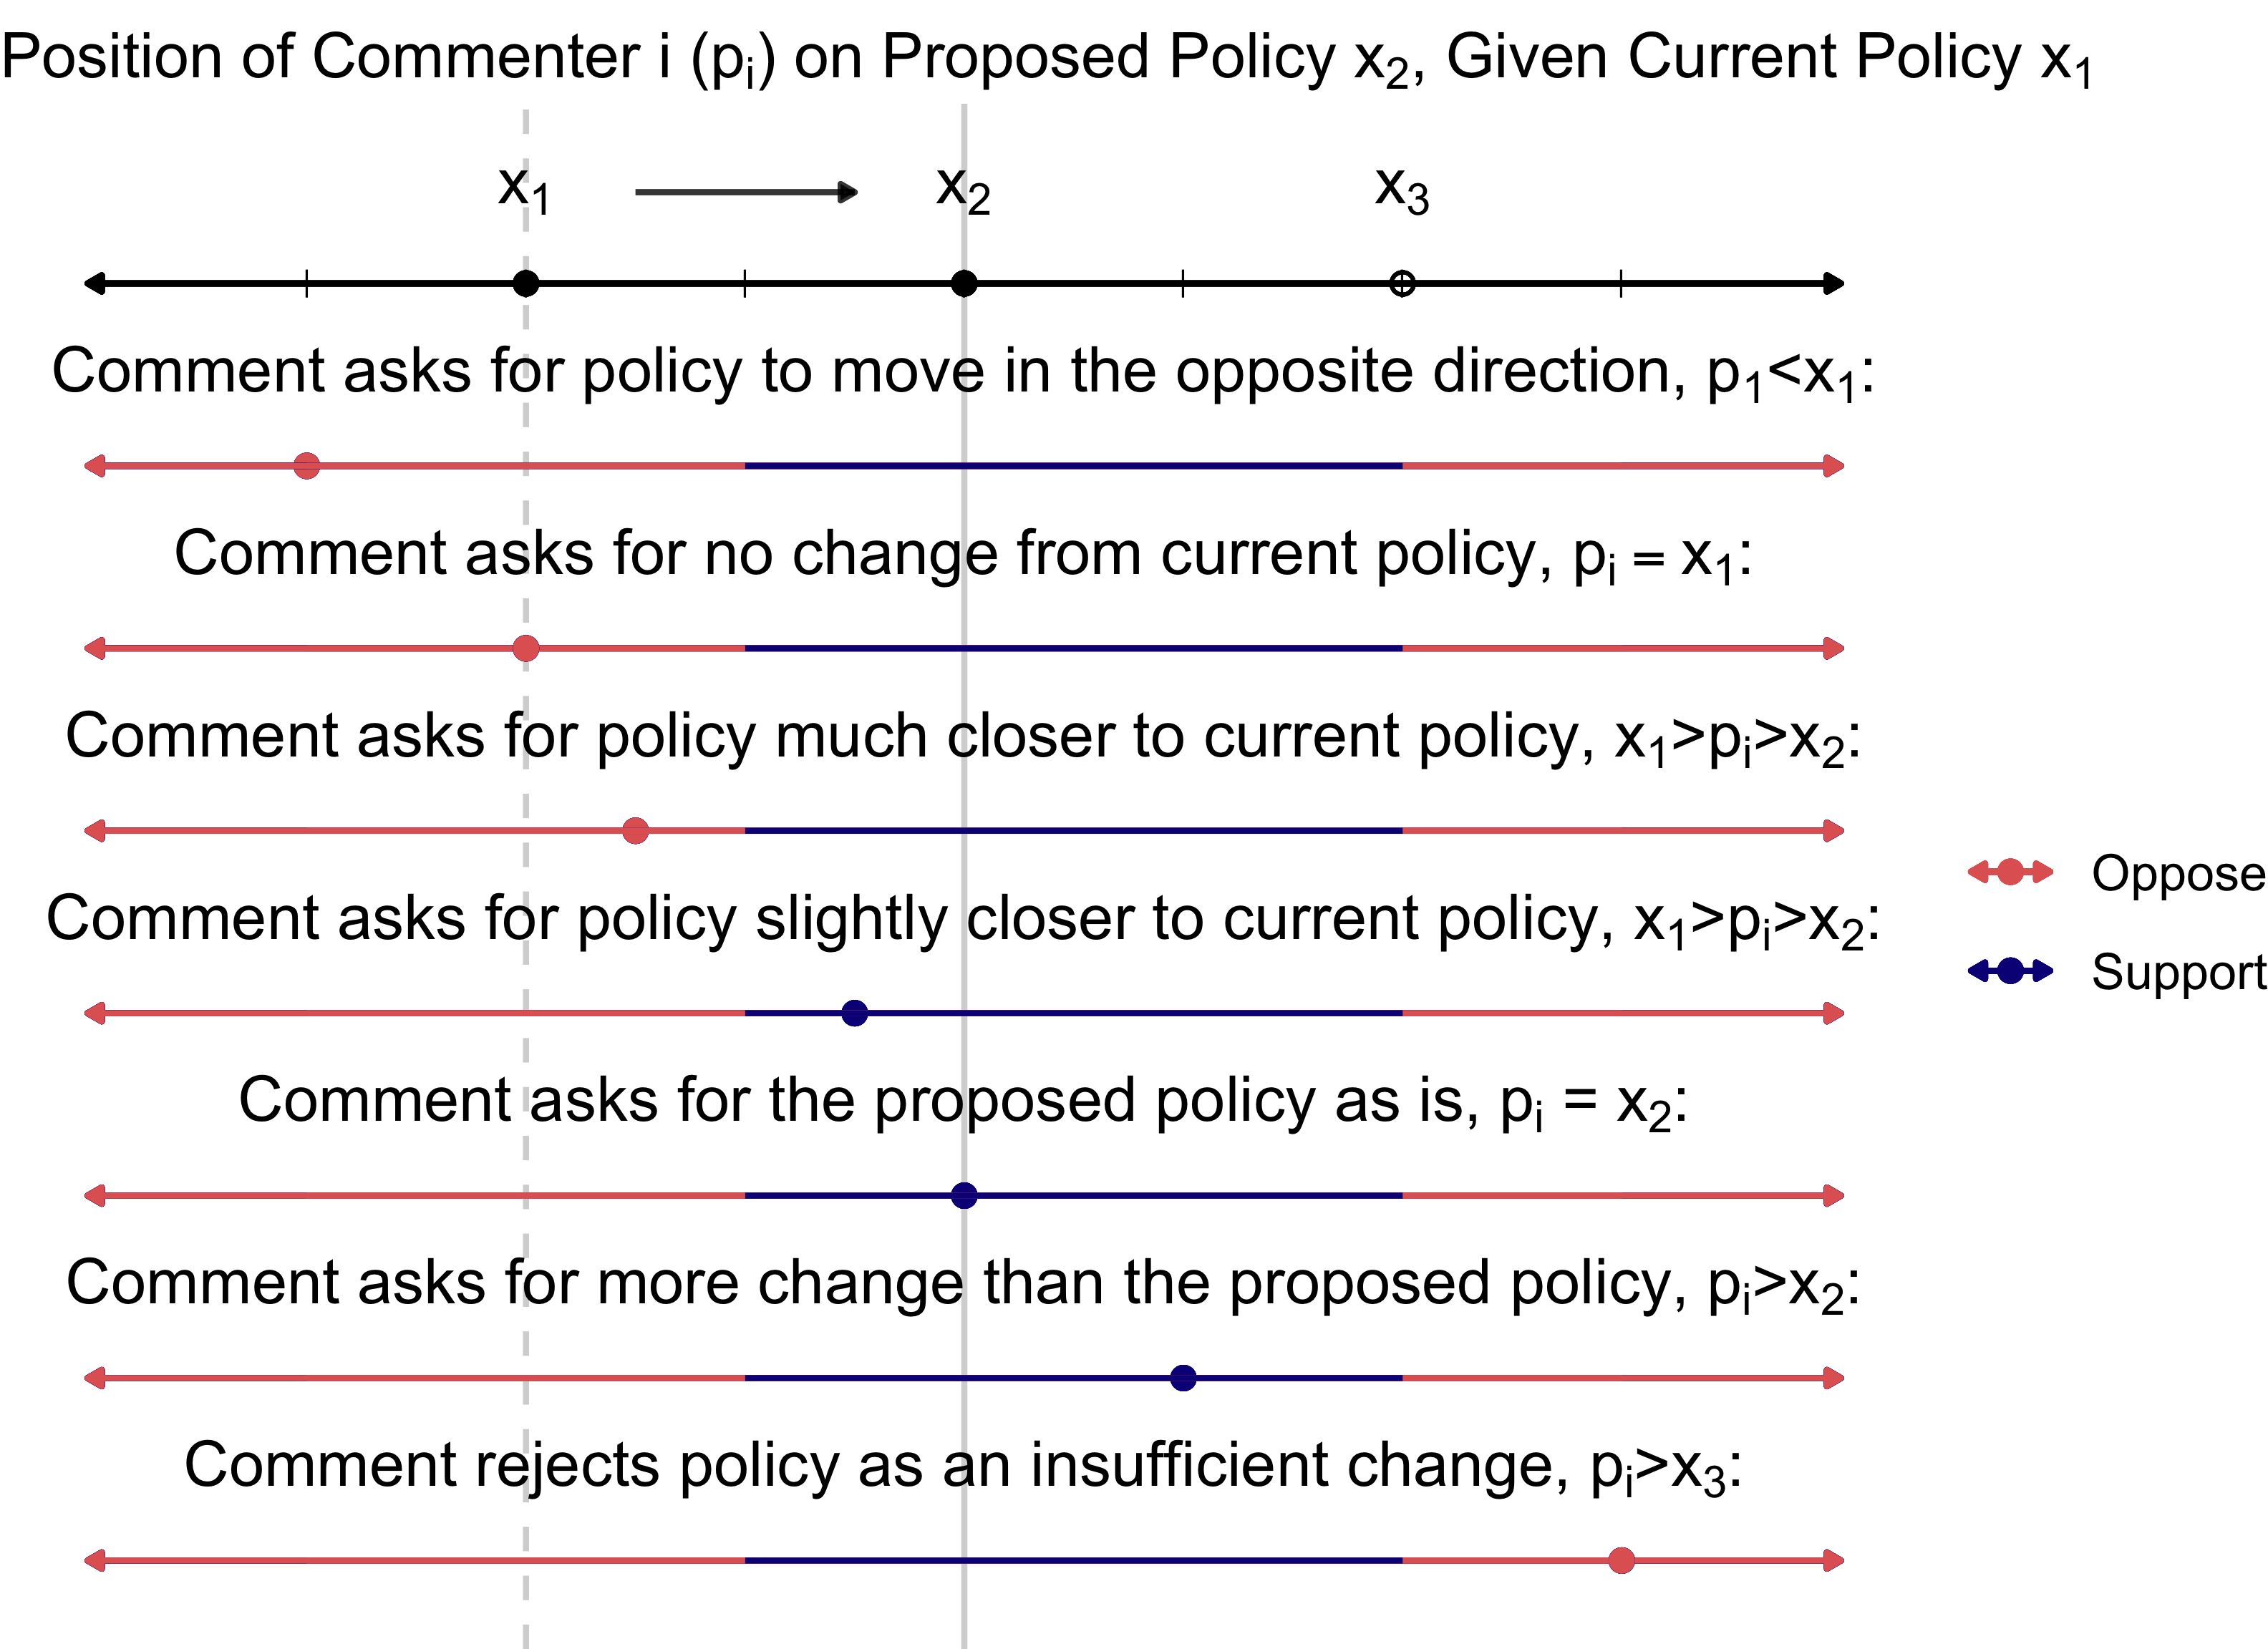 Position of Commenter i (pᵢ) on Proposed Policy x₂, Given Current Policy x₁
x₁ x₂ x₃
Comment asks for policy to move in the opposite direction, p₁<x₁:
Comment asks for no change from current policy, pᵢ = x₁:
Comment asks for policy much closer to current policy, x₁>pᵢ>x₂:
Oppose
Comment asks for policy slightly closer to current policy, x₁>pᵢ>x₂:
Support
Comment asks for the proposed policy as is, pᵢ = x₂:
Comment asks for more change than the proposed policy, pᵢ>x₂:
Comment rejects policy as an insufficient change, pᵢ>x₃: